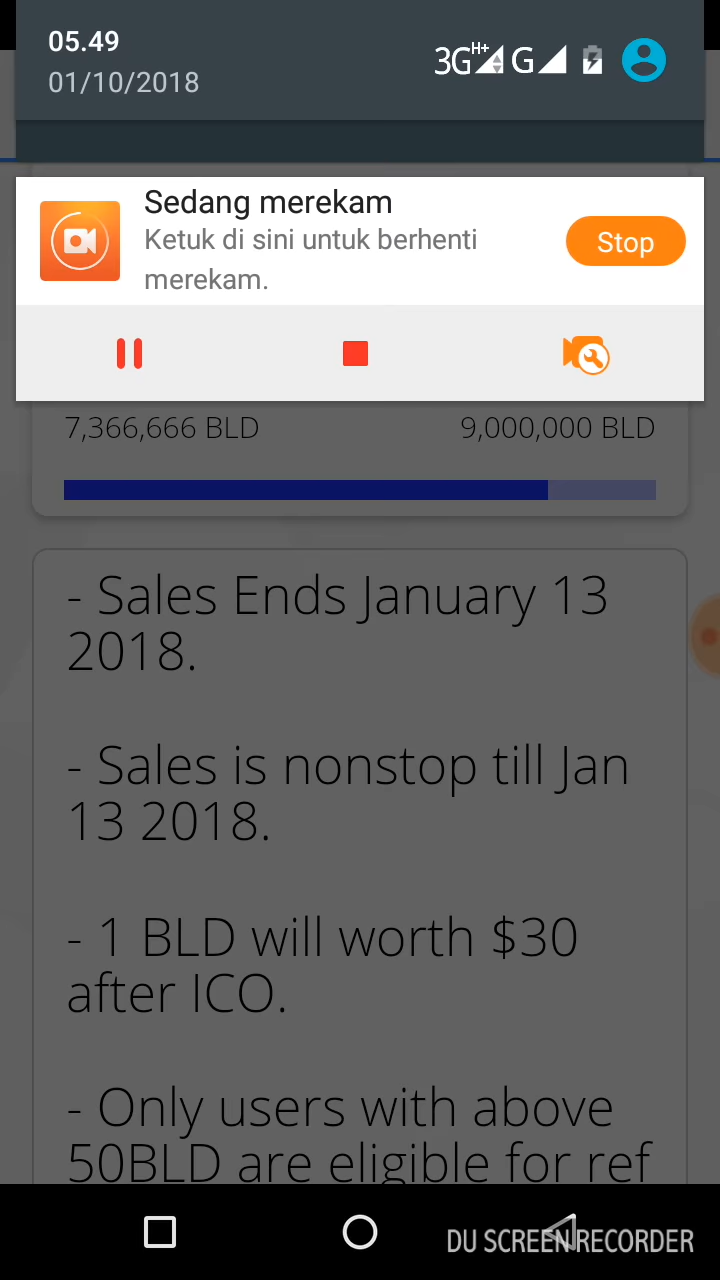 05.49
01/10/2018
3G H+ G
Sedang merekam
Ketuk di sini untuk berhenti
merekam.
Stop
7,366,666 BLD 9,000,000 BLD
- Sales Ends January 13
2018.
- Sales is nonstop till Jan
13 2018.
- 1 BLD will worth $30
after ICO.
- Only users with above
50BLD are eligible for ref
DU SCREEN RECORDER